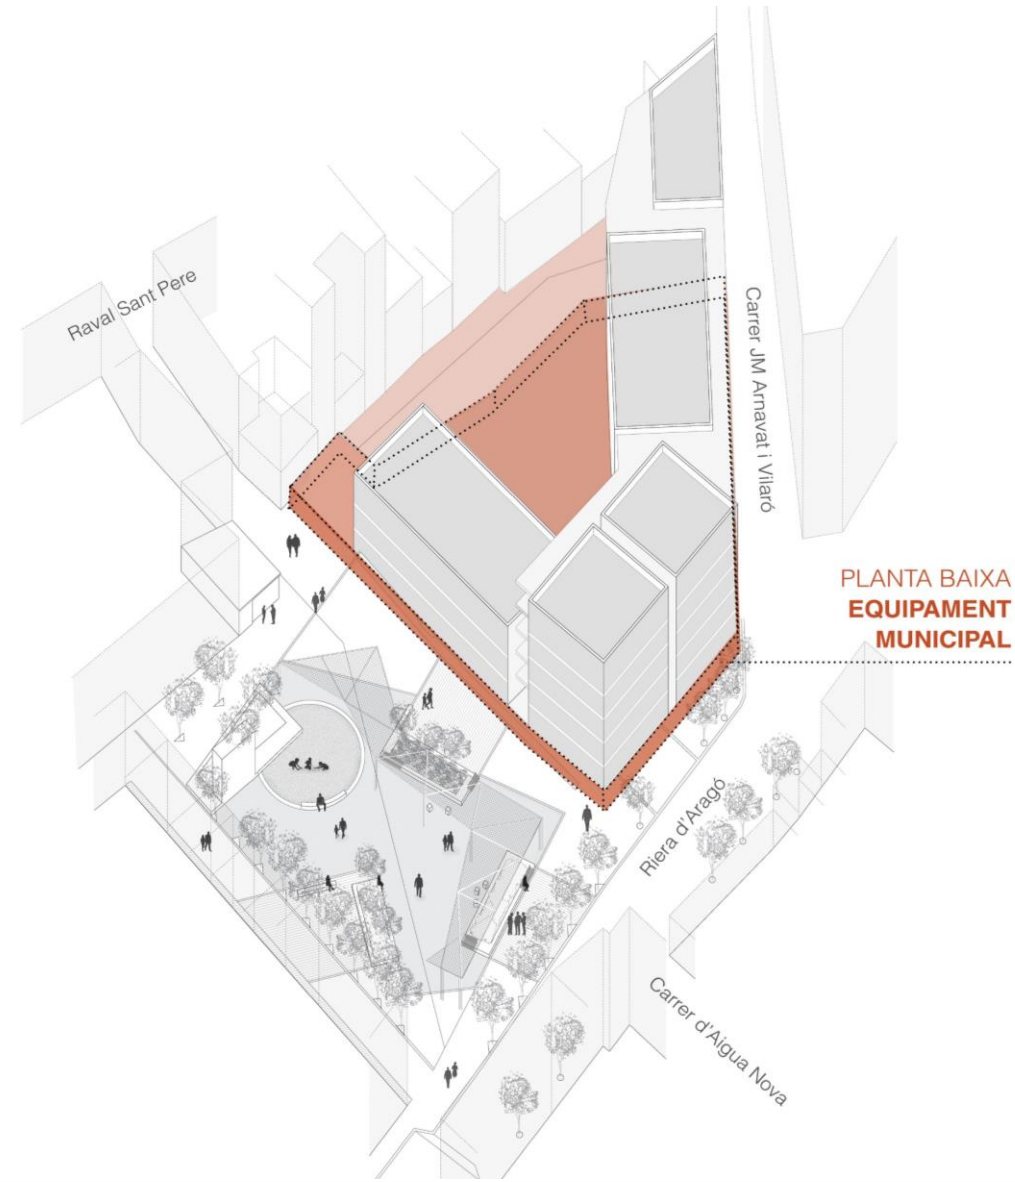 Raval Sant Pere
Carrer JM Arnavat i Vilaró
PLANTA BAIXA
EQUIPAMENT
MUNICIPAL
Riera d'Aragó
Carrer d'Aigua Nova